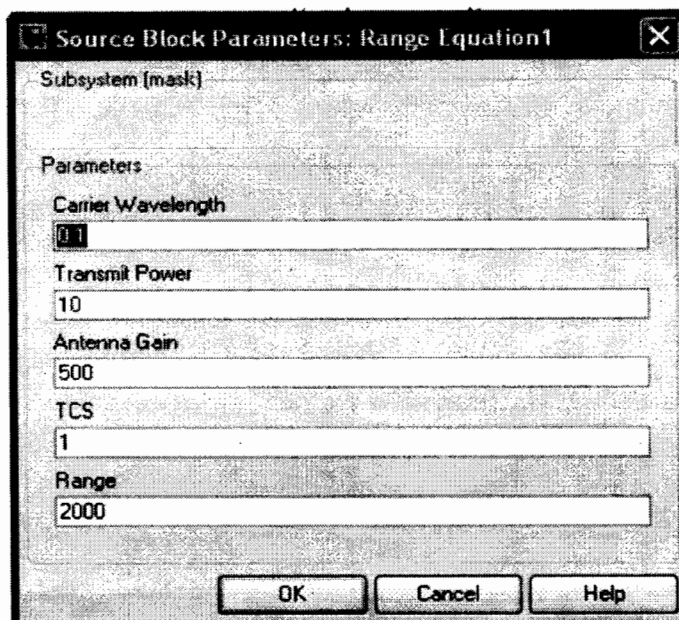 Source Block Parameters: Range Equation1
Subsystem (mask)
Parameters
Carrier Wavelength
0.1
Transmit Power
10
Antenna Gain
500
TCS
1
Range
2000
OK Cancel Help